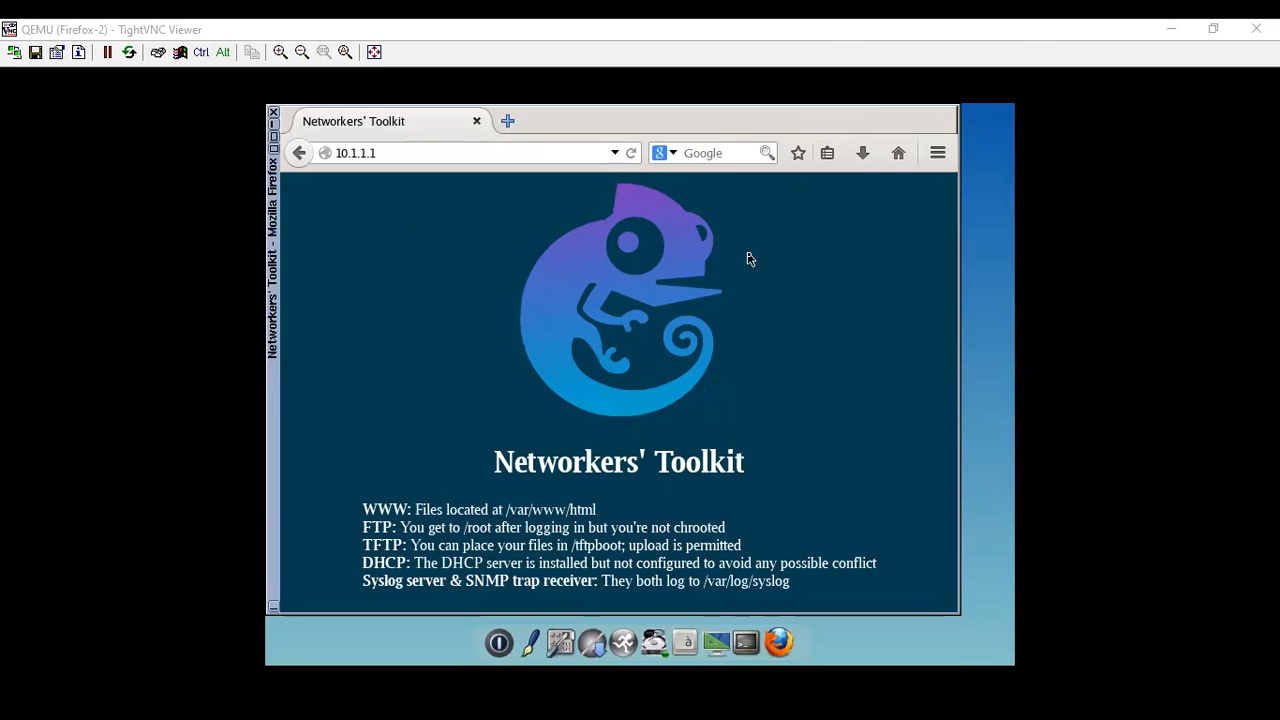 QEMU (Firefox-2) - TightVNC Viewer
Ctrl Alt
Networkers' Toolkit - Mozilla Firefox
Networkers' Toolkit
10.1.1.1
8 Google
Networkers' Toolkit
WWW: Files located at /var/www/html
FTP: You get to /root after logging in but you're not chrooted
TFTP: You can place your files in /tftpboot; upload is permitted
DHCP: The DHCP server is installed but not configured to avoid any possible conflict
Syslog server & SNMP trap receiver: They both log to /var/log/syslog
à